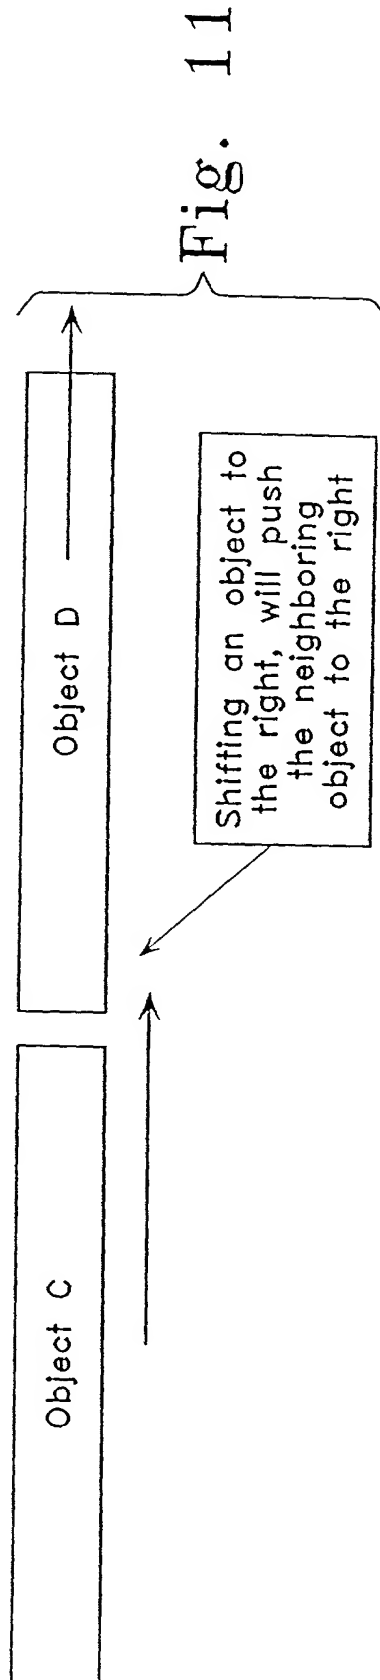 Object C
Object D
Shifting an object to
the right, will push
the neighboring
object to the right
Fig. 11